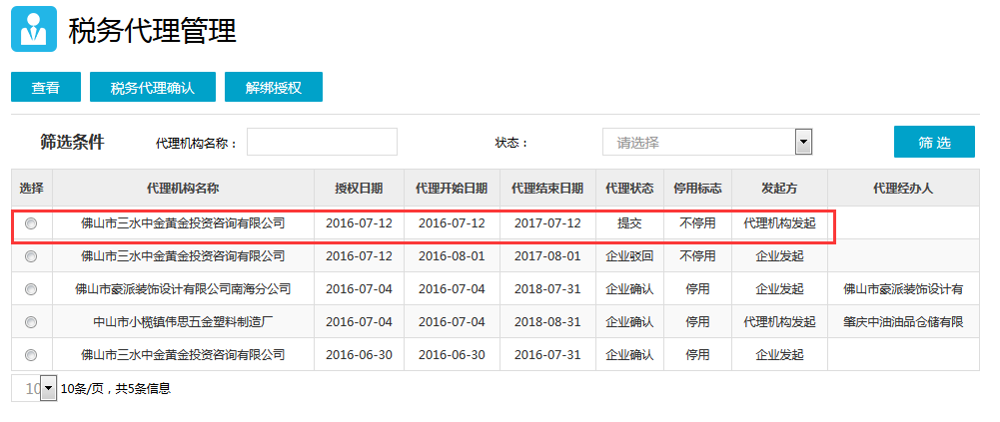 税务代理管理
查看 税务代理确认 解绑授权
筛选条件 代理机构名称： 状态： 请选择 筛 选
选择 代理机构名称 授权日期 代理开始日期 代理结束日期 代理状态 停用标志 发起方 代理经办人
佛山市三水中金黄金投资咨询有限公司 2016-07-12 2016-07-12 2017-07-12 提交 不停用 代理机构发起
佛山市三水中金黄金投资咨询有限公司 2016-07-12 2016-08-01 2017-08-01 企业驳回 不停用 企业发起
佛山市豪派装饰设计有限公司南海分公司 2016-07-04 2016-07-04 2018-07-31 企业确认 停用 企业发起 佛山市豪派装饰设计有
中山市小榄镇伟思五金塑料制造厂 2016-07-04 2016-07-04 2018-08-31 企业确认 停用 代理机构发起 肇庆中油油品仓储有限
佛山市三水中金黄金投资咨询有限公司 2016-06-30 2016-06-30 2016-07-31 企业确认 停用 企业发起
10 10条/页，共5条信息